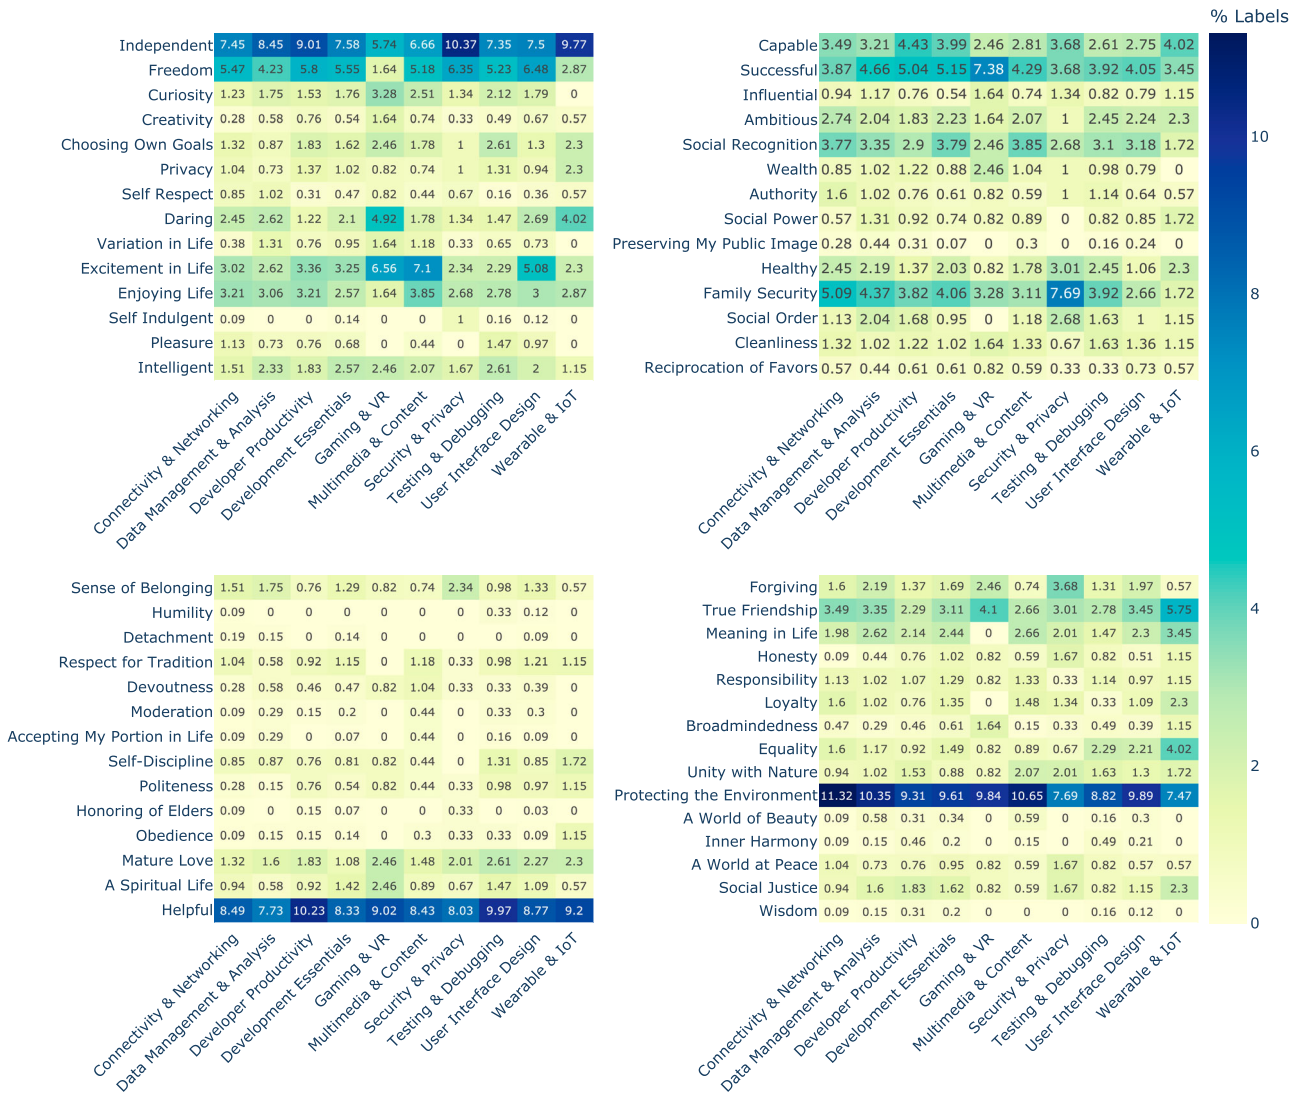 % Labels
Independent 7.45 8.45 9.01 7.58 5.74 6.66 10.37 7.35 7.5 9.77
Freedom 5.47 4.23 5.8 5.55 1.64 5.18 6.35 5.23 6.48 2.87
Curiosity 1.23 1.75 1.53 1.76 3.28 2.51 1.34 2.12 1.79 0
Creativity 0.28 0.58 0.76 0.54 1.64 0.74 0.33 0.49 0.67 0.57
Choosing Own Goals 1.32 0.87 1.83 1.62 2.46 1.78 1 2.61 1.3 2.3
Privacy 1.04 0.73 1.37 1.02 0.82 0.74 1 1.31 0.94 2.3
Self Respect 0.85 1.02 0.31 0.47 0.82 0.44 0.67 0.16 0.36 0.57
Daring 2.45 2.62 1.22 2.1 4.92 1.78 1.34 1.47 2.69 4.02
Variation in Life 0.38 1.31 0.76 0.95 1.64 1.18 0.33 0.65 0.73 0
Excitement in Life 3.02 2.62 3.36 3.25 6.56 7.1 2.34 2.29 5.08 2.3
Enjoying Life 3.21 3.06 3.21 2.57 1.64 3.85 2.68 2.78 3 2.87
Self Indulgent 0.09 0 0 0.14 0 0 1 0.16 0.12 0
Pleasure 1.13 0.73 0.76 0.68 0 0.44 0 1.47 0.97 0
Intelligent 1.51 2.33 1.83 2.57 2.46 2.07 1.67 2.61 2 1.15
Connectivity & Networking
Data Management & Analysis
Developer Productivity
Development Essentials
Gaming & VR
Multimedia & Content
Security & Privacy
Testing & Debugging
User Interface Design
Wearable & IoT
Capable 3.49 3.21 4.43 3.99 2.46 2.81 3.68 2.61 2.75 4.02
Successful 3.87 4.66 5.04 5.15 7.38 4.29 3.68 3.92 4.05 3.45
Influential 0.94 1.17 0.76 0.54 1.64 0.74 1.34 0.82 0.79 1.15
Ambitious 2.74 2.04 1.83 2.23 1.64 2.07 1 2.45 2.24 2.3
Social Recognition 3.77 3.35 2.9 3.79 2.46 3.85 2.68 3.1 3.18 1.72
Wealth 0.85 1.02 1.22 0.88 2.46 1.04 1 0.98 0.79 0
Authority 1.6 1.02 0.76 0.61 0.82 0.59 1 1.14 0.64 0.57
Social Power 0.57 1.31 0.92 0.74 0.82 0.89 0 0.82 0.85 1.72
Preserving My Public Image 0.28 0.44 0.31 0.07 0 0.3 0 0.16 0.24 0
Healthy 2.45 2.19 1.37 2.03 0.82 1.78 3.01 2.45 1.06 2.3
Family Security 5.09 4.37 3.82 4.06 3.28 3.11 7.69 3.92 2.66 1.72
Social Order 1.13 2.04 1.68 0.95 0 1.18 2.68 1.63 1 1.15
Cleanliness 1.32 1.02 1.22 1.02 1.64 1.33 0.67 1.63 1.36 1.15
Reciprocation of Favors 0.57 0.44 0.61 0.61 0.82 0.59 0.33 0.33 0.73 0.57
Connectivity & Networking
Data Management & Analysis
Developer Productivity
Development Essentials
Gaming & VR
Multimedia & Content
Security & Privacy
Testing & Debugging
User Interface Design
Wearable & IoT
10
8
6
4
2
0
Sense of Belonging 1.51 1.75 0.76 1.29 0.82 0.74 2.34 0.98 1.33 0.57
Humility 0.09 0 0 0 0 0 0 0.33 0.12 0
Detachment 0.19 0.15 0 0.14 0 0 0 0 0.09 0
Respect for Tradition 1.04 0.58 0.92 1.15 0 1.18 0.33 0.98 1.21 1.15
Devoutness 0.28 0.58 0.46 0.47 0.82 1.04 0.33 0.33 0.39 0
Moderation 0.09 0.29 0.15 0.2 0 0.44 0 0.33 0.3 0
Accepting My Portion in Life 0.09 0.29 0 0.07 0 0.44 0 0.16 0.09 0
Self-Discipline 0.85 0.87 0.76 0.81 0.82 0.44 0 1.31 0.85 1.72
Politeness 0.28 0.15 0.76 0.54 0.82 0.44 0.33 0.98 0.97 1.15
Honoring of Elders 0.09 0 0.15 0.07 0 0 0.33 0 0.03 0
Obedience 0.09 0.15 0.15 0.14 0 0.3 0.33 0.33 0.09 1.15
Mature Love 1.32 1.6 1.83 1.08 2.46 1.48 2.01 2.61 2.27 2.3
A Spiritual Life 0.94 0.58 0.92 1.42 2.46 0.89 0.67 1.47 1.09 0.57
Helpful 8.49 7.73 10.23 8.33 9.02 8.43 8.03 9.97 8.77 9.2
Connectivity & Networking
Data Management & Analysis
Developer Productivity
Development Essentials
Gaming & VR
Multimedia & Content
Security & Privacy
Testing & Debugging
User Interface Design
Wearable & IoT
Forgiving 1.6 2.19 1.37 1.69 2.46 0.74 3.68 1.31 1.97 0.57
True Friendship 3.49 3.35 2.29 3.11 4.1 2.66 3.01 2.78 3.45 5.75
Meaning in Life 1.98 2.62 2.14 2.44 0 2.66 2.01 1.47 2.3 3.45
Honesty 0.09 0.44 0.76 1.02 0.82 0.59 1.67 0.82 0.51 1.15
Responsibility 1.13 1.02 1.07 1.29 0.82 1.33 0.33 1.14 0.97 1.15
Loyalty 1.6 1.02 0.76 1.35 0 1.48 1.34 0.33 1.09 2.3
Broadmindedness 0.47 0.29 0.46 0.61 1.64 0.15 0.33 0.49 0.39 1.15
Equality 1.6 1.17 0.92 1.49 0.82 0.89 0.67 2.29 2.21 4.02
Unity with Nature 0.94 1.02 1.53 0.88 0.82 2.07 2.01 1.63 1.3 1.72
Protecting the Environment 11.32 10.35 9.31 9.61 9.84 10.65 7.69 8.82 9.89 7.47
A World of Beauty 0.09 0.58 0.31 0.34 0 0.59 0 0.16 0.3 0
Inner Harmony 0.09 0.15 0.46 0.2 0 0.15 0 0.49 0.21 0
A World at Peace 1.04 0.73 0.76 0.95 0.82 0.59 1.67 0.82 0.57 0.57
Social Justice 0.94 1.6 1.83 1.62 0.82 0.59 1.67 0.82 1.15 2.3
Wisdom 0.09 0.15 0.31 0.2 0 0 0 0.16 0.12 0
Connectivity & Networking
Data Management & Analysis
Developer Productivity
Development Essentials
Gaming & VR
Multimedia & Content
Security & Privacy
Testing & Debugging
User Interface Design
Wearable & IoT